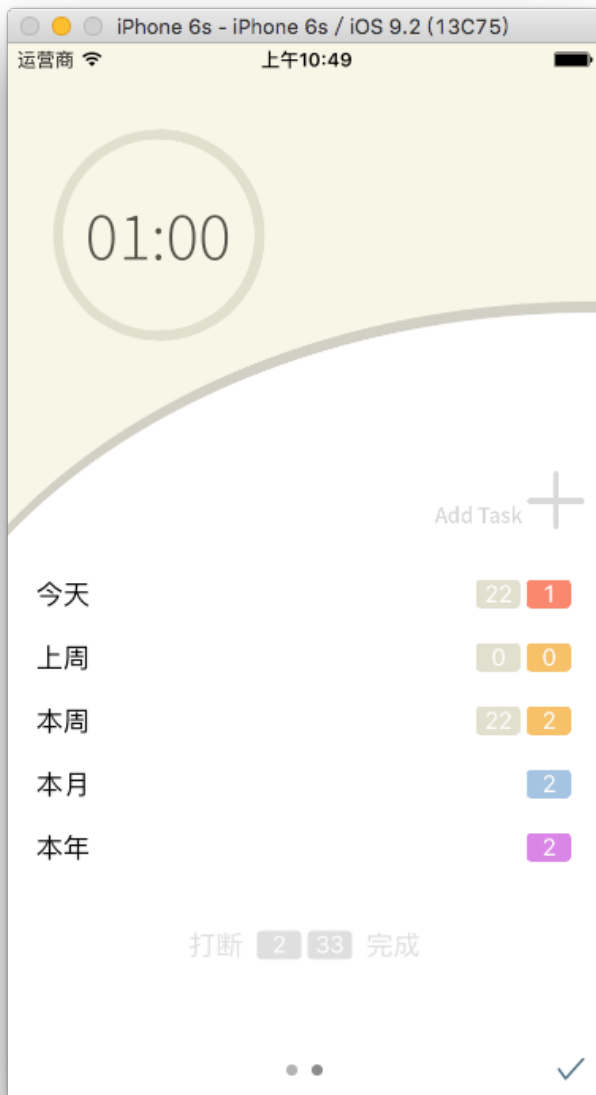 iPhone 6s - iPhone 6s / iOS 9.2 (13C75)
运营商 上午10:49
01:00
Add Task
今天 22 1
上周 0 0
本周 22 2
本月 2
本年 2
打断 2 33 完成